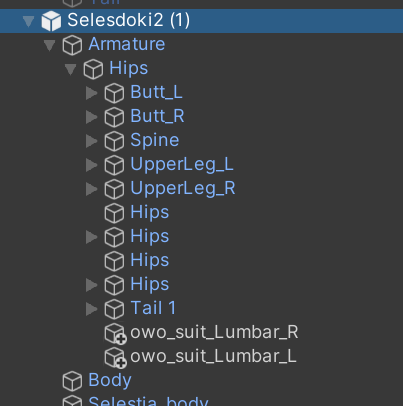 Tail
Selesdoki2 (1)
Armature
Hips
Butt_L
Butt_R
Spine
UpperLeg_L
UpperLeg_R
Hips
Hips
Hips
Hips
Tail 1
owo_suit_Lumbar_R
owo_suit_Lumbar_L
Body
Selestia_body